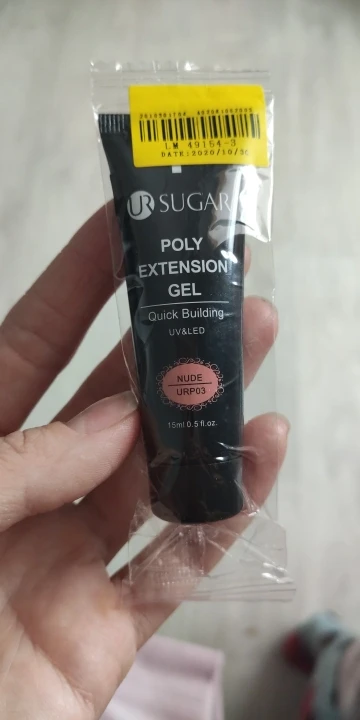 LM 49154-3
DATE:2020/10/30
UR SUGAR
POLY
EXTENSION
GEL
Quick Building
UV&LED
NUDE
URP03
15ml.0.5 fl.oz.